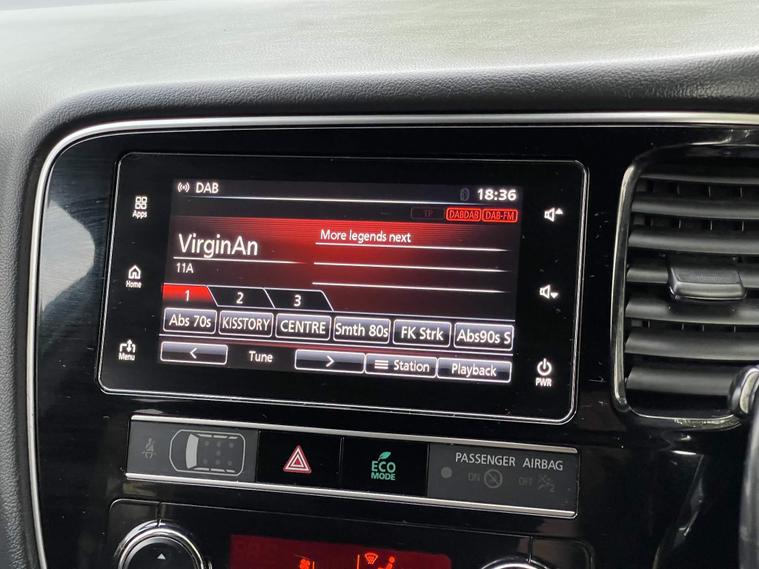 DAB
18:36
TP DABDAB DAB-FM
Apps
VirginAn
More legends next
11A
Home
1 2 3
Abs 70s KISSTORY CENTRE Smth 80s FK Strk Abs90s S
Menu
< Tune > Station Playback
PWR
PASSENGER AIRBAG
ECO
MODE
ON OFF